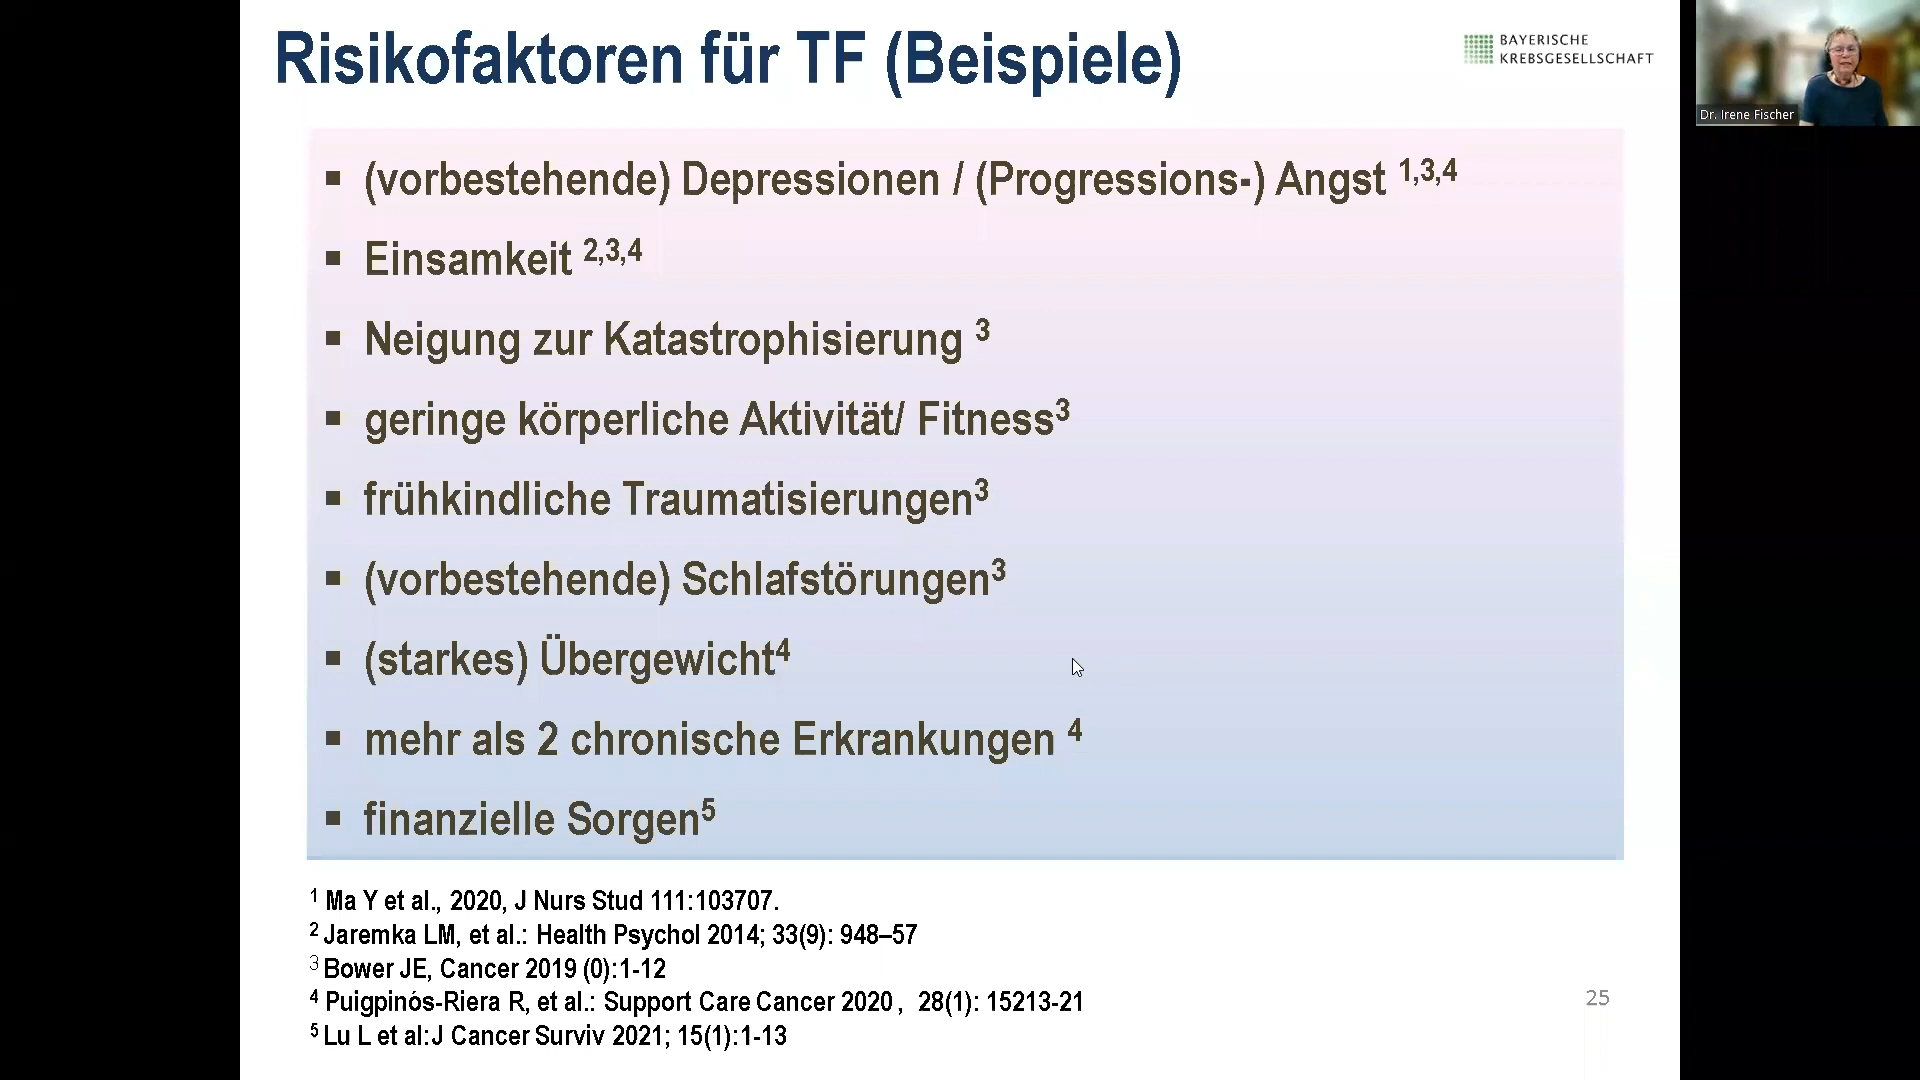 Risikofaktoren für TF (Beispiele)
BAYERISCHE
KREBSGESELLSCHAFT
Dr. Irene Fischer
▪ (vorbestehende) Depressionen / (Progressions-) Angst 1,3,4
▪ Einsamkeit 2,3,4
▪ Neigung zur Katastrophisierung 3
▪ geringe körperliche Aktivität/ Fitness3
▪ frühkindliche Traumatisierungen3
▪ (vorbestehende) Schlafstörungen3
▪ (starkes) Übergewicht4
▪ mehr als 2 chronische Erkrankungen 4
▪ finanzielle Sorgen5
1 Ma Y et al., 2020, J Nurs Stud 111:103707.
2 Jaremka LM, et al.: Health Psychol 2014; 33(9): 948–57
3 Bower JE, Cancer 2019 (0):1-12
4 Puigpinós-Riera R, et al.: Support Care Cancer 2020 , 28(1): 15213-21
5 Lu L et al:J Cancer Surviv 2021; 15(1):1-13
25